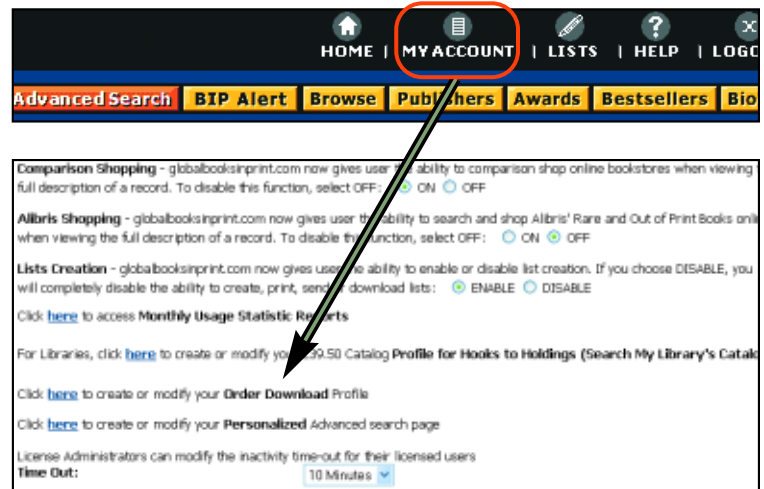 HOME | MY ACCOUNT | LISTS | HELP | LOGO
Advanced Search BIP Alert Browse Publishers Awards Bestsellers Bio
Comparison Shopping - globalbooksinprint.com now gives user the ability to comparison shop online bookstores when viewing
full description of a record. To disable this function, select OFF: ON OFF
Alibris Shopping - globalbooksinprint.com now gives user the ability to search and shop Alibris' Rare and Out of Print Books onli
when viewing the full description of a record. To disable this function, select OFF: ON OFF
Lists Creation - globalbooksinprint.com now gives user the ability to enable or disable list creation. If you choose DISABLE, you
will completely disable the ability to create, print, send or download lists: ENABLE DISABLE
Click here to access Monthly Usage Statistic Reports
For Libraries, click here to create or modify your Z39.50 Catalog Profile for Hooks to Holdings (Search My Library's Catalo
Click here to create or modify your Order Download Profile
Click here to create or modify your Personalized Advanced search page
License Administrators can modify the inactivity time-out for their licensed users
Time Out: 10 Minutes